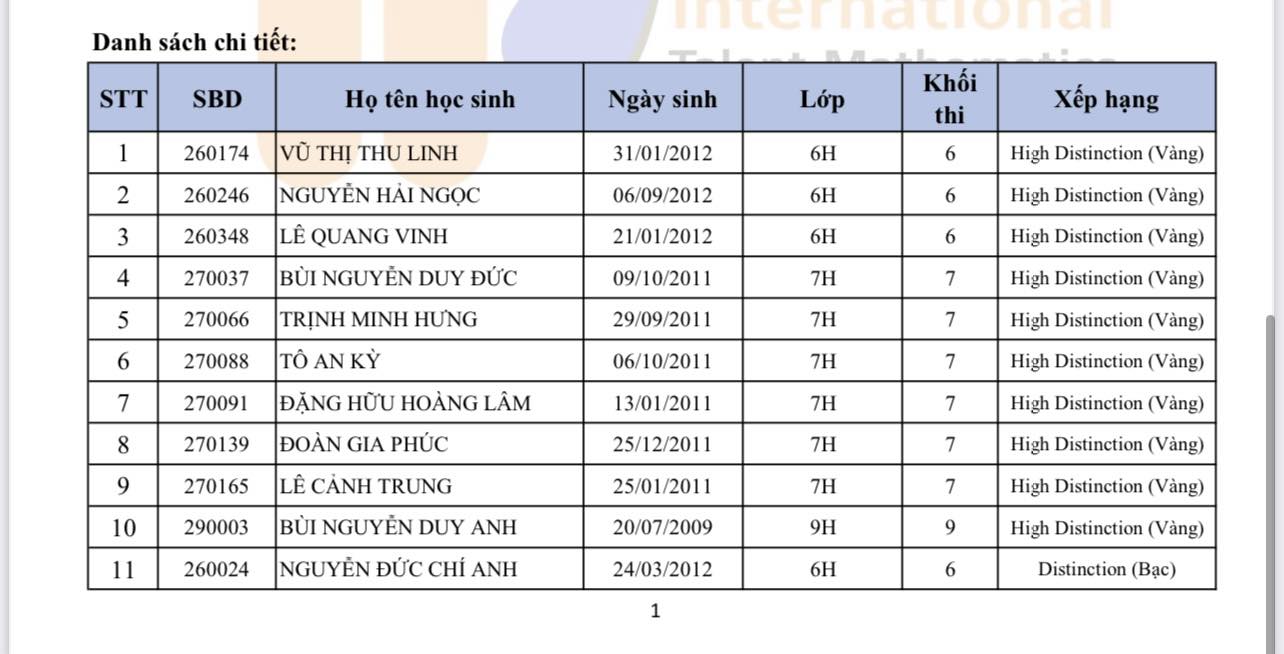 International
Talent Mathematics
Danh sách chi tiết:
STT SBD Họ tên học sinh Ngày sinh Lớp Khối thi Xếp hạng
1 260174 VŨ THỊ THU LINH 31/01/2012 6H 6 High Distinction (Vàng)
2 260246 NGUYỄN HẢI NGỌC 06/09/2012 6H 6 High Distinction (Vàng)
3 260348 LÊ QUANG VINH 21/01/2012 6H 6 High Distinction (Vàng)
4 270037 BÙI NGUYỄN DUY ĐỨC 09/10/2011 7H 7 High Distinction (Vàng)
5 270066 TRỊNH MINH HƯNG 29/09/2011 7H 7 High Distinction (Vàng)
6 270088 TÔ AN KỲ 06/10/2011 7H 7 High Distinction (Vàng)
7 270091 ĐẶNG HỮU HOÀNG LÂM 13/01/2011 7H 7 High Distinction (Vàng)
8 270139 ĐOÀN GIA PHÚC 25/12/2011 7H 7 High Distinction (Vàng)
9 270165 LÊ CẢNH TRUNG 25/01/2011 7H 7 High Distinction (Vàng)
10 290003 BÙI NGUYỄN DUY ANH 20/07/2009 9H 9 High Distinction (Vàng)
11 260024 NGUYỄN ĐỨC CHÍ ANH 24/03/2012 6H 6 Distinction (Bạc)
1